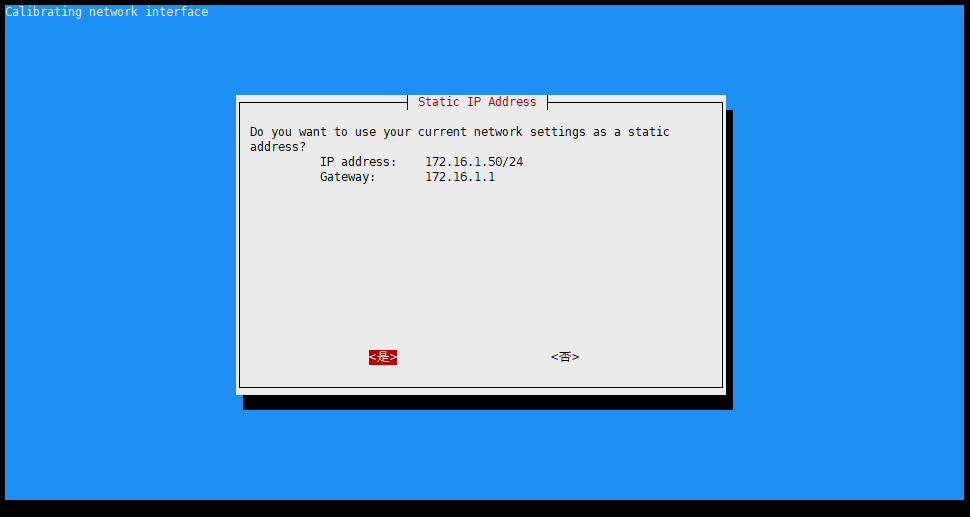 Calibrating network interface
Static IP Address
Do you want to use your current network settings as a static
address?
IP address:    172.16.1.50/24
Gateway:       172.16.1.1
<是>    <否>